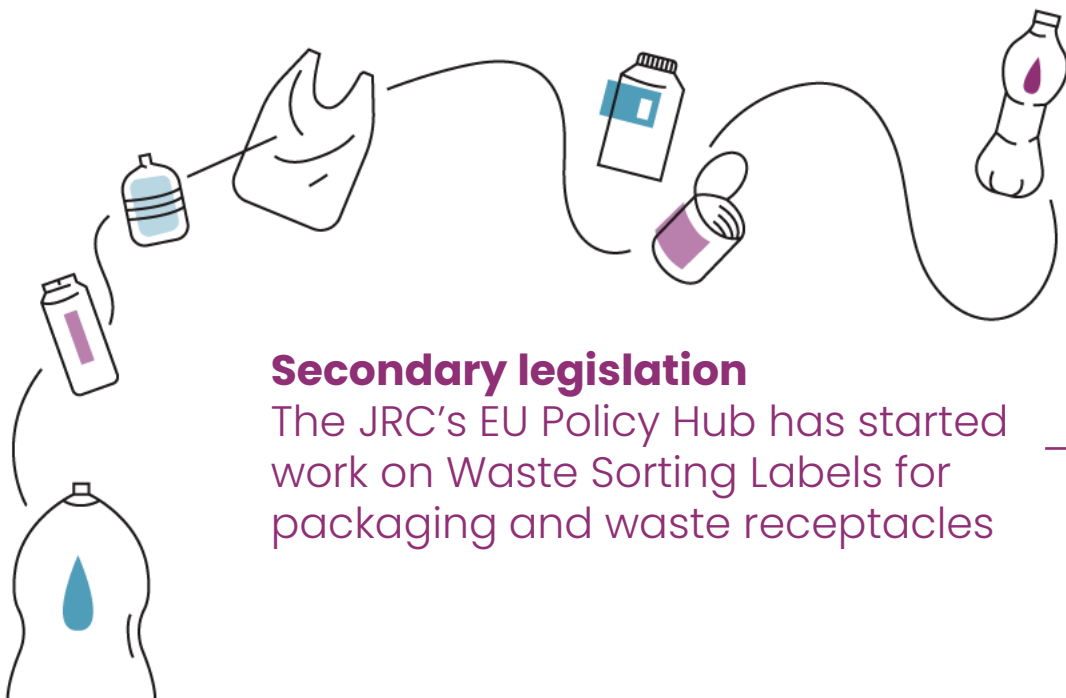 Secondary legislation
The JRC’s EU Policy Hub has started
work on Waste Sorting Labels for
packaging and waste receptacles